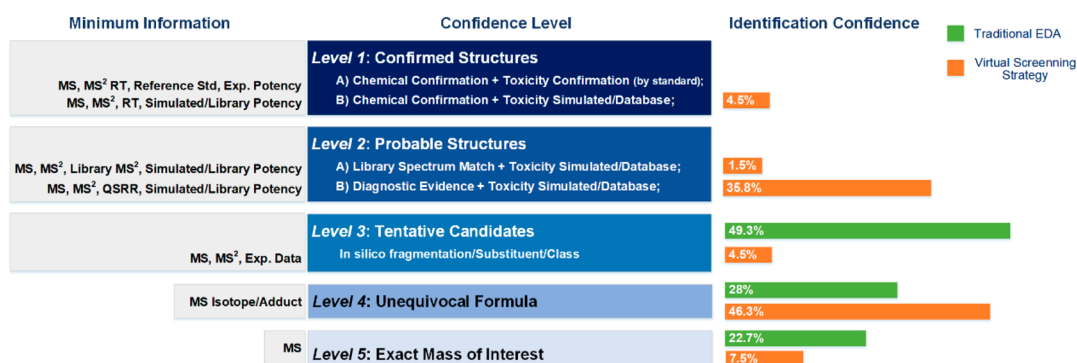 Minimum Information
Confidence Level
Identification Confidence
Traditional EDA
Virtual Screenning
Strategy
Level 1: Confirmed Structures
MS, MS² RT, Reference Std, Exp. Potency
A) Chemical Confirmation + Toxicity Confirmation (by standard);
MS, MS², RT, Simulated/Library Potency
B) Chemical Confirmation + Toxicity Simulated/Database;
4.5%
Level 2: Probable Structures
MS, MS², Library MS², Simulated/Library Potency
A) Library Spectrum Match + Toxicity Simulated/Database;
1.5%
MS, MS², QSRR, Simulated/Library Potency
B) Diagnostic Evidence + Toxicity Simulated/Database;
35.8%
Level 3: Tentative Candidates
49.3%
MS, MS², Exp. Data
In silico fragmentation/Substituent/Class
4.5%
MS Isotope/Adduct
Level 4: Unequivocal Formula
28%
46.3%
MS
Level 5: Exact Mass of Interest
22.7%
7.5%